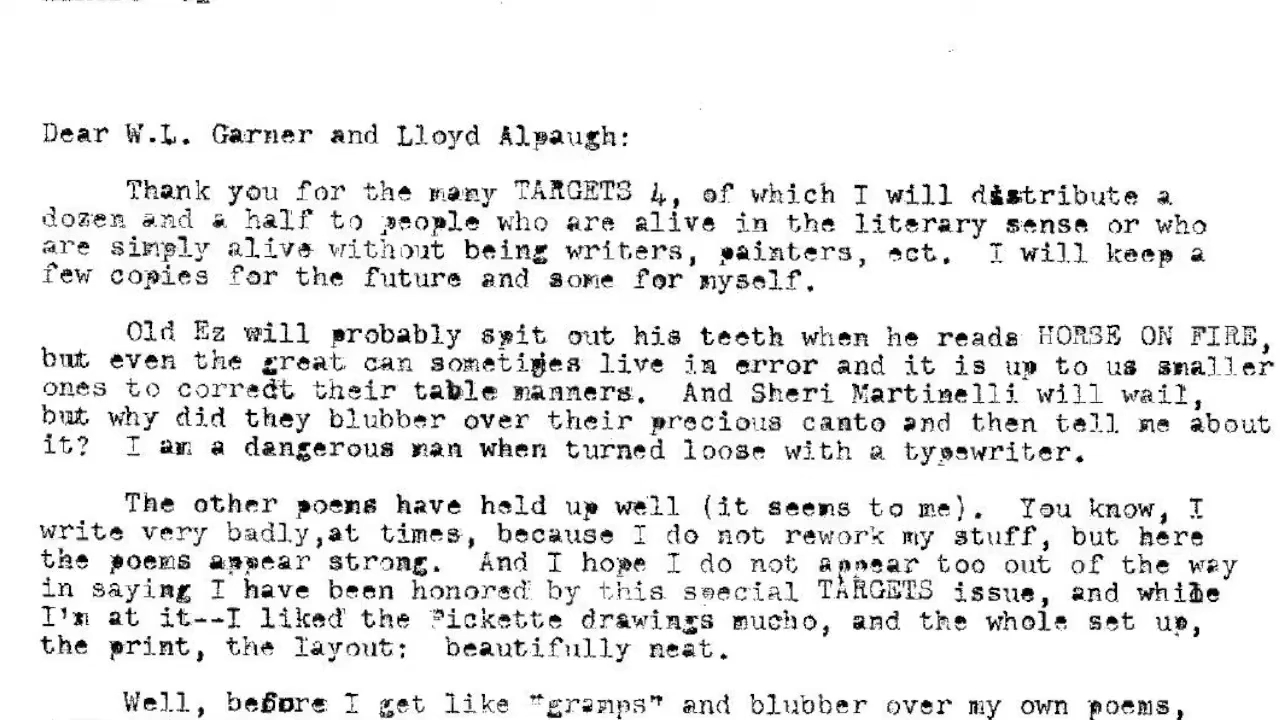 Dear W.L. Garner and Lloyd Alpaugh:
Thank you for the many TARGETS 4, of which I will distribute a
dozen and a half to people who are alive in the literary sense or who
are simply alive without being writers, painters, ect. I will keep a
few copies for the future and some for myself.
Old Ez will probably spit out his teeth when he reads HORSE ON FIRE,
but even the great can sometimes live in error and it is up to us smaller
ones to corredt their table manners. And Sheri Martinelli will wail,
but why did they blubber over their precious canto and then tell me about
it? I am a dangerous man when turned loose with a typewriter.
The other poems have held up well (it seems to me). You know, I
write very badly,at times, because I do not rework my stuff, but here
the poems appear strong. And I hope I do not appear too out of the way
in saying I have been honored by this special TARGETS issue, and while
I'm at it--I liked the Pickette drawings mucho, and the whole set up,
the print, the layout: beautifully neat.
Well, before I get like "gramps" and blubber over my own poems,